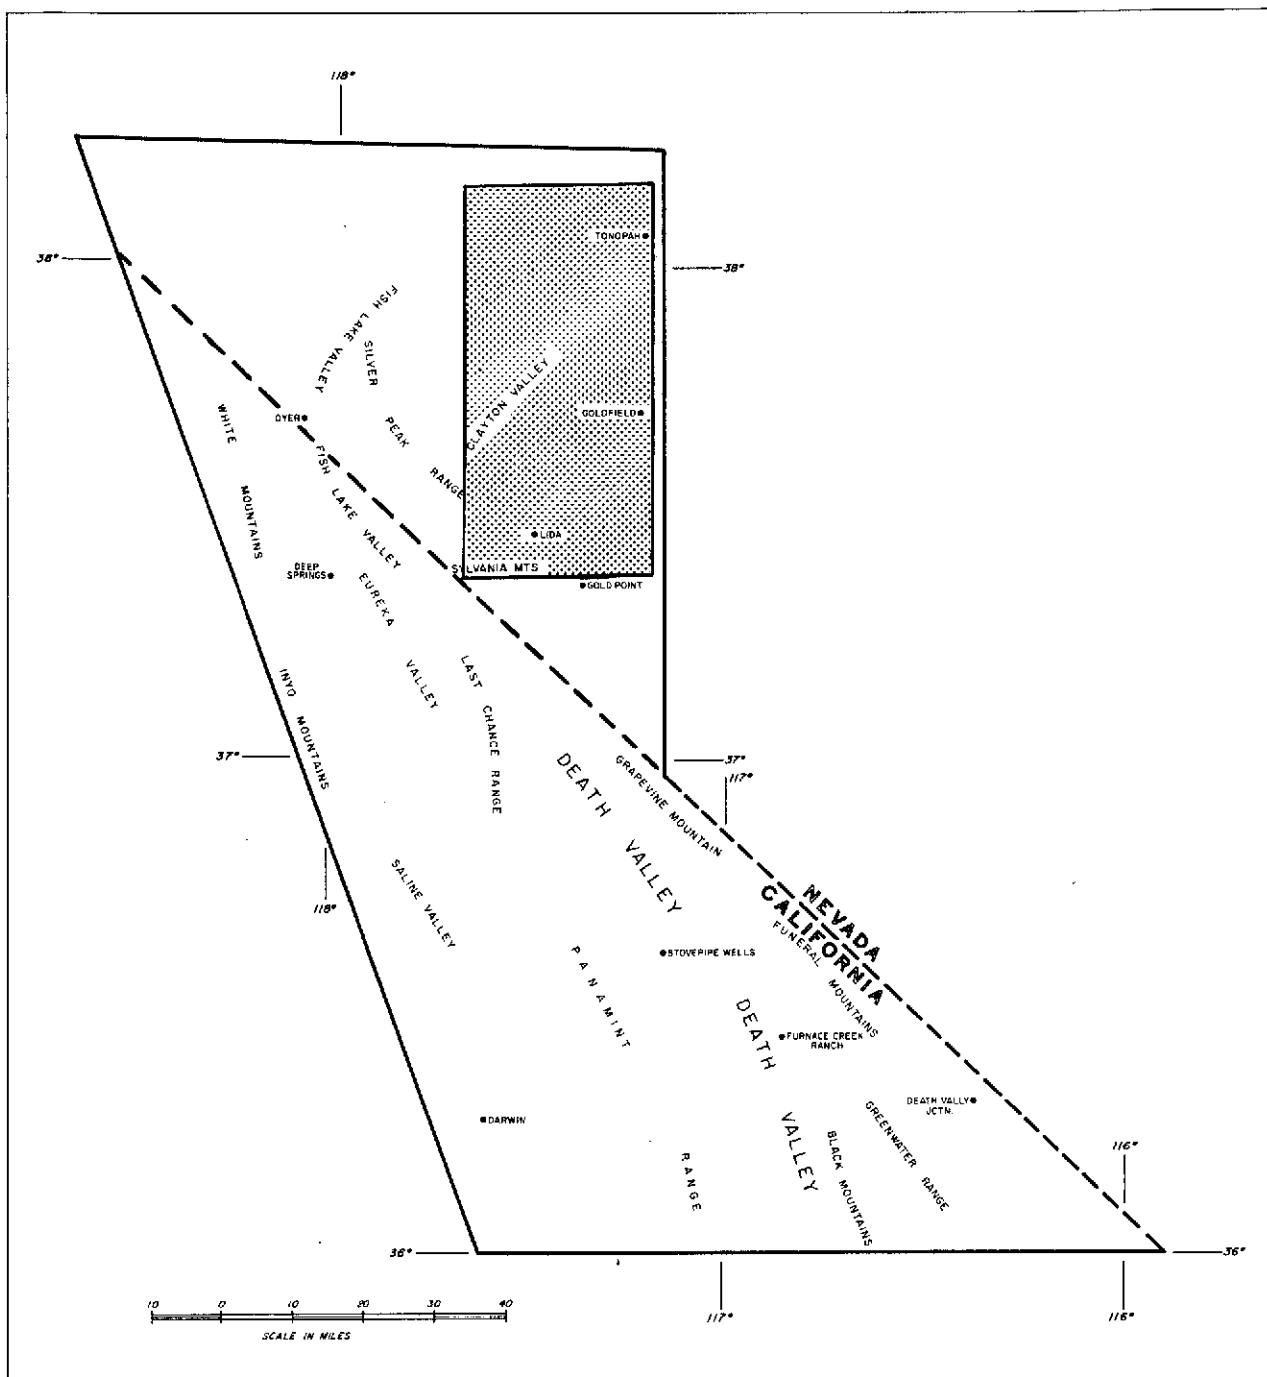 118°
TONOPAH
38°
38°
FISH LAKE VALLEY
SILVER PEAK RANGE
CLAYTON VALLEY
WHITE MOUNTAINS
DYER
GOLDFIELD
FISH LAKE VALLEY
LIDA
DEEP
SPRINGS
SYLVANIA MTS
EUREKA VALLEY
GOLD POINT
INYO MOUNTAINS
LAST CHANCE RANGE
37°
37°
117°
DEATH VALLEY
GRAPEVINE MOUNTAIN
118°
SALINE VALLEY
NEVADA
CALIFORNIA
FUNERAL MOUNTAINS
STOVEPIPE WELLS
PANAMINT RANGE
DEATH VALLEY
FURNACE CREEK
RANCH
DEATH VALLY
JCTN.
DARWIN
BLACK MOUNTAINS
GREENWATER RANGE
116°
36°
36°
10 0 10 20 30 40
SCALE IN MILES
117°
116°